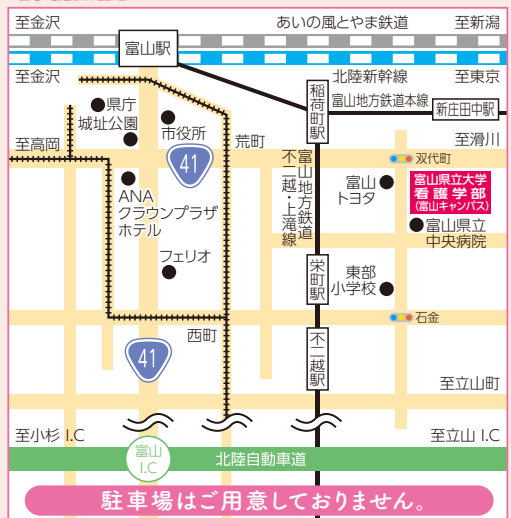 至金沢
あいの風とやま鉄道
至新潟
富山駅
至金沢
北陸新幹線
至東京
稲荷町駅
富山地方鉄道本線
新庄田中駅
県庁
城址公園
市役所
荒町
至滑川
至高岡
41
双代町
富山地方鉄道
不二越・上滝線
富山
トヨタ
富山県立大学
看護学部
(富山キャンパス)
ANA
クラウンプラザ
ホテル
富山県立
中央病院
フェリオ
栄町駅
東部
小学校
石金
西町
不二越駅
41
至立山町
至小杉 I.C
至立山 I.C
富山
I.C
北陸自動車道
駐車場はご用意しておりません。